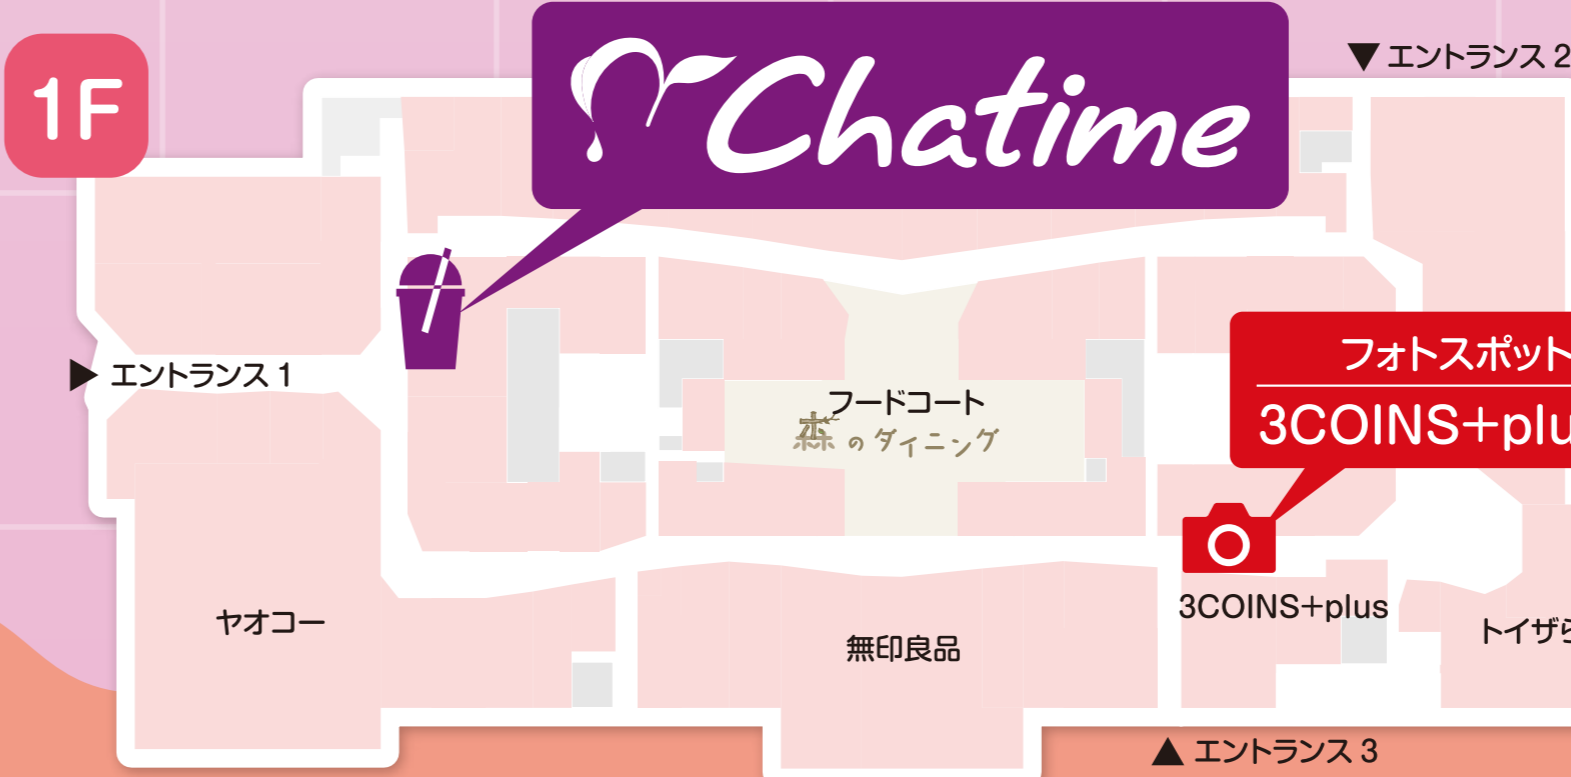 1F
Chatime
▼ エントランス 2
▶ エントランス 1
フードコート
森のダイニング
フォトスポット
3COINS+plu
3COINS+plus
ヤオコー
無印良品
トイザら
▲ エントランス 3